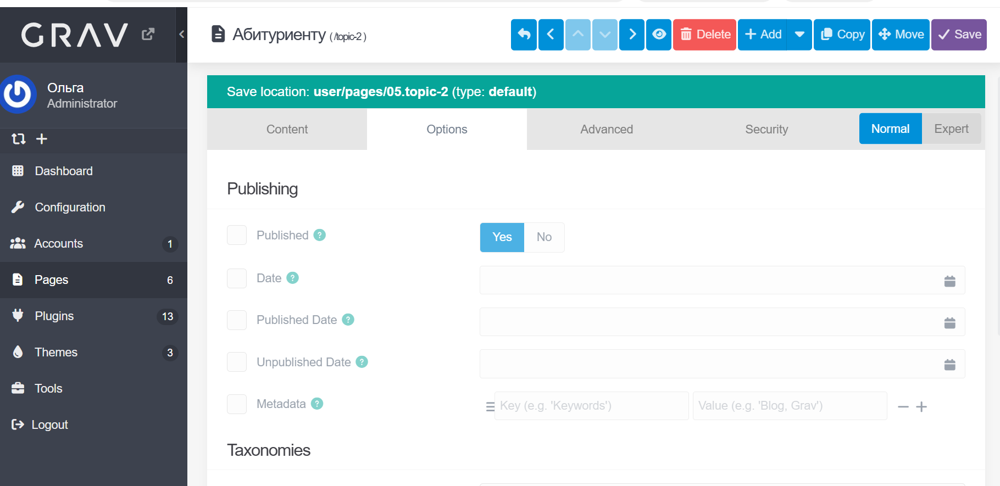 GRAV
Абитуриенту ( /topic-2 )
Delete
Add
Copy
Move
Save
Ольга
Administrator
Dashboard
Configuration
Accounts 1
Pages 6
Plugins 13
Themes 3
Tools
Logout
Save location: user/pages/05.topic-2 (type: default)
Content
Options
Advanced
Security
Normal
Expert
Publishing
Published ?
Yes
No
Date ?
Published Date ?
Unpublished Date ?
Metadata ?
Key (e.g. 'Keywords')
Value (e.g. 'Blog, Grav')
Taxonomies